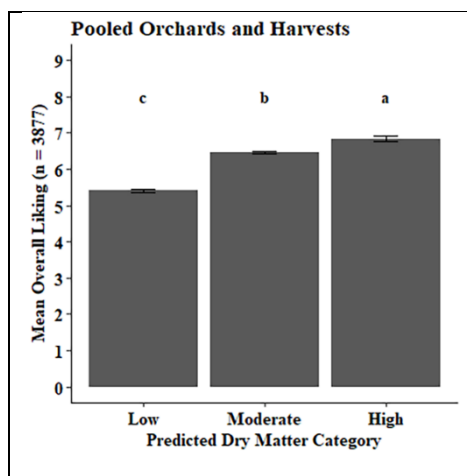 Pooled Orchards and Harvests
Mean Overall Liking (n = 3877)
9
8
7
6
5
4
3
2
1
0
c b a
Low Moderate High
Predicted Dry Matter Category